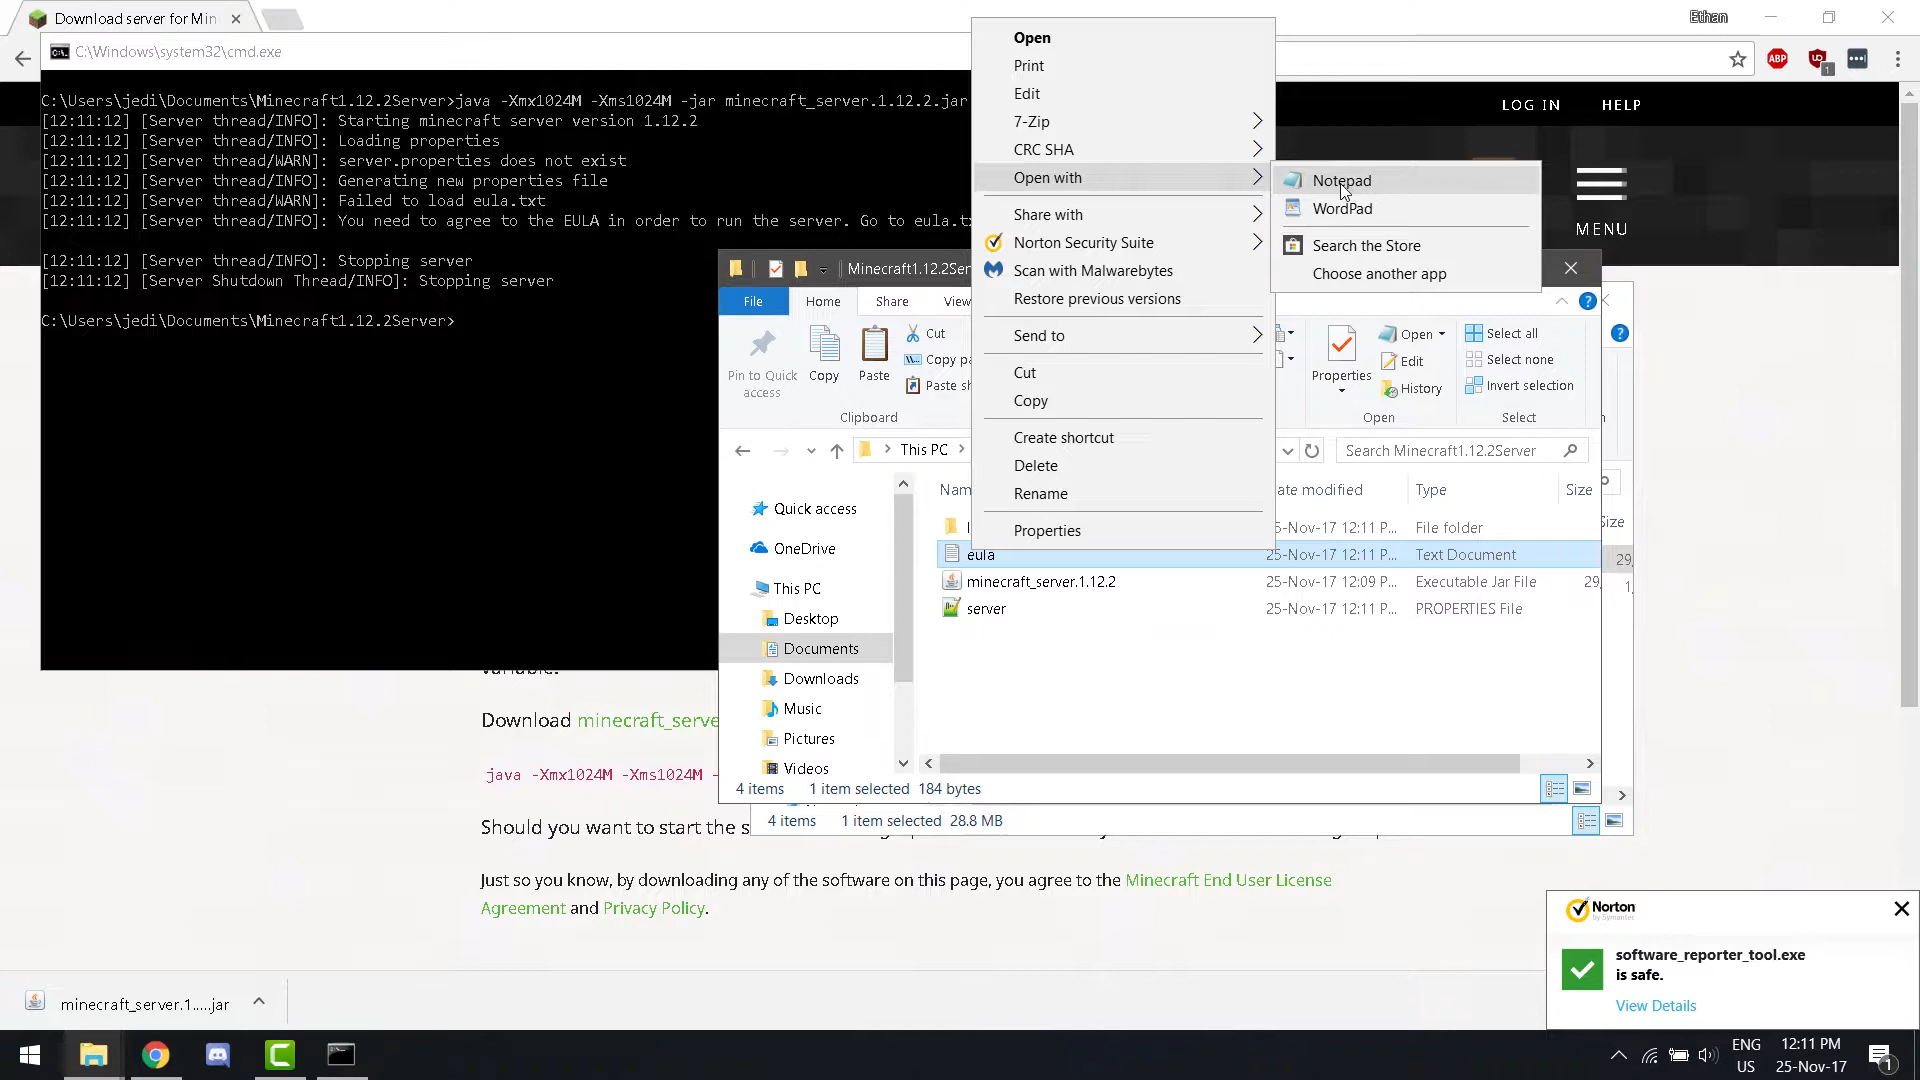 Download server for Min
Ethan
C:\Windows\system32\cmd.exe
C:\Users\jedi\Documents\Minecraft1.12.2Server>java -Xmx1024M -Xms1024M -jar minecraft_server.1.12.2.jar
[12:11:12] [Server thread/INFO]: Starting minecraft server version 1.12.2
[12:11:12] [Server thread/INFO]: Loading properties
[12:11:12] [Server thread/WARN]: server.properties does not exist
[12:11:12] [Server thread/INFO]: Generating new properties file
[12:11:12] [Server thread/WARN]: Failed to load eula.txt
[12:11:12] [Server thread/INFO]: You need to agree to the EULA in order to run the server. Go to eula.tx
[12:11:12] [Server thread/INFO]: Stopping server
[12:11:12] [Server Shutdown Thread/INFO]: Stopping server
C:\Users\jedi\Documents\Minecraft1.12.2Server>
Open
Print
Edit
7-Zip
CRC SHA
Open with
Share with
Norton Security Suite
Scan with Malwarebytes
Restore previous versions
Send to
Cut
Copy
Create shortcut
Delete
Rename
Properties
Notepad
WordPad
Search the Store
Choose another app
ABP
1
LOG IN HELP
MENU
Minecraft1.12.2Ser
File Home Share View
Pin to Quick access
Copy
Paste
Cut
Copy pa
Paste sh
Clipboard
Properties
Open
Edit
History
Open
Select all
Select none
Invert selection
Select
This PC
Search Minecraft1.12.2Server
Nam
ate modified Type Size
Quick access
OneDrive
This PC
Desktop
Documents
Downloads
Music
Pictures
Videos
25-Nov-17 12:11 P... File folder
eula 25-Nov-17 12:11 P... Text Document
minecraft_server.1.12.2 25-Nov-17 12:09 P... Executable Jar File 29,
server 25-Nov-17 12:11 P... PROPERTIES File
4 items 1 item selected 184 bytes
4 items 1 item selected 28.8 MB
variable.
Download minecraft_serve
java -Xmx1024M -Xms1024M -
Should you want to start the s
Just so you know, by downloading any of the software on this page, you agree to the Minecraft End User License
Agreement and Privacy Policy.
Norton
by Symantec
software_reporter_tool.exe
is safe.
View Details
minecraft_server.1.....jar
ENG
US
12:11 PM
25-Nov-17
1